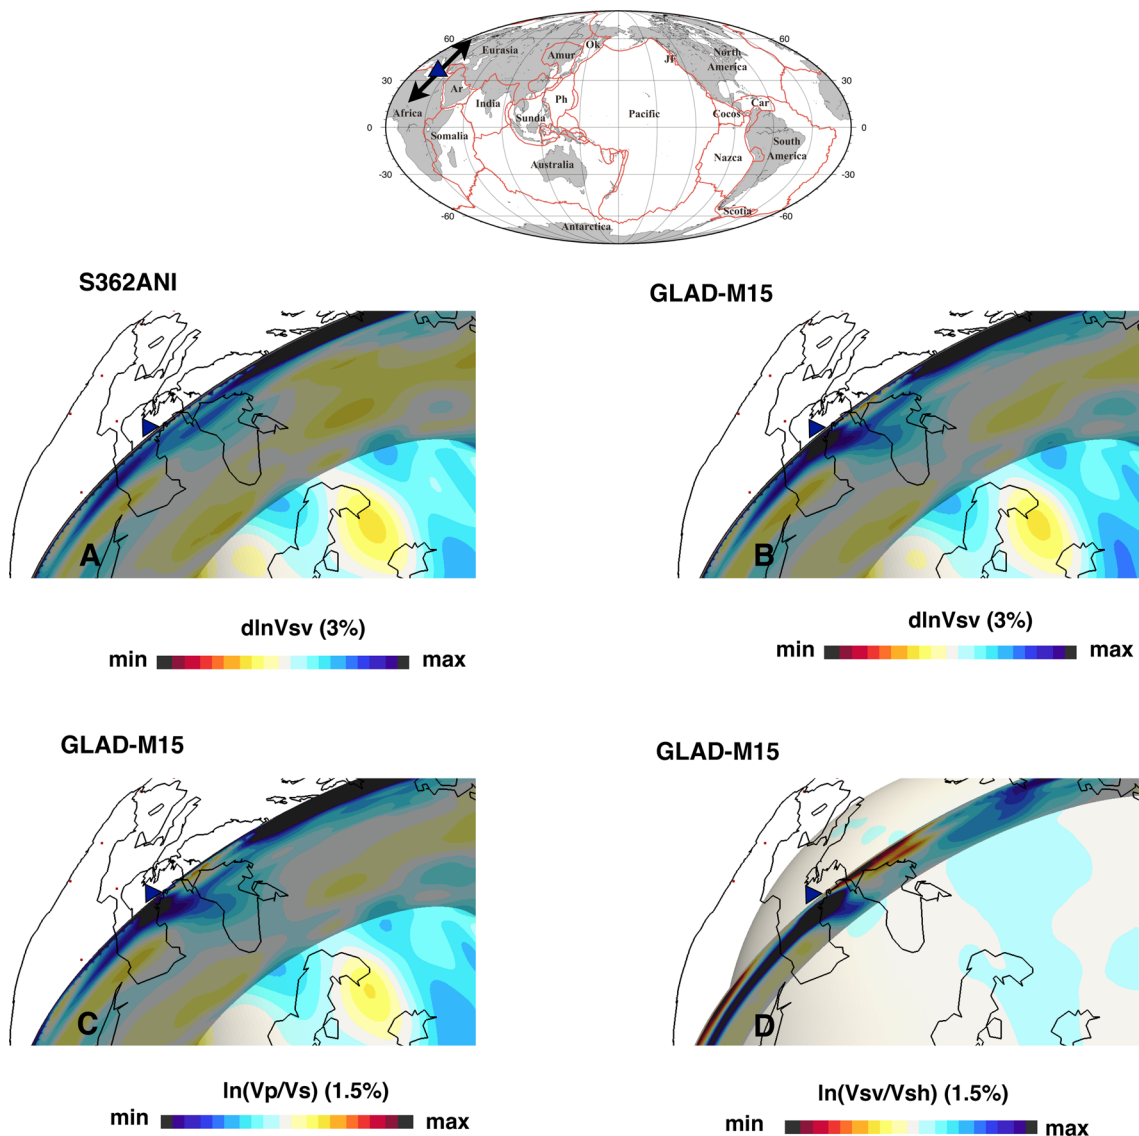 60
60
Ok
Eurasia
Amur
JF
North
America
30
30
Ar
India
Ph
Car
Africa
Sunda
Pacific
Cocos
0
0
Somalia
South
America
Australia
Nazca
-30
-30
-60
-60
Scotia
Antarctica
S362ANI
GLAD-M15
A
B
dlnVsv (3%)
dlnVsv (3%)
min
max
min
max
GLAD-M15
GLAD-M15
C
D
ln(Vp/Vs) (1.5%)
ln(Vsv/Vsh) (1.5%)
min
max
min
max